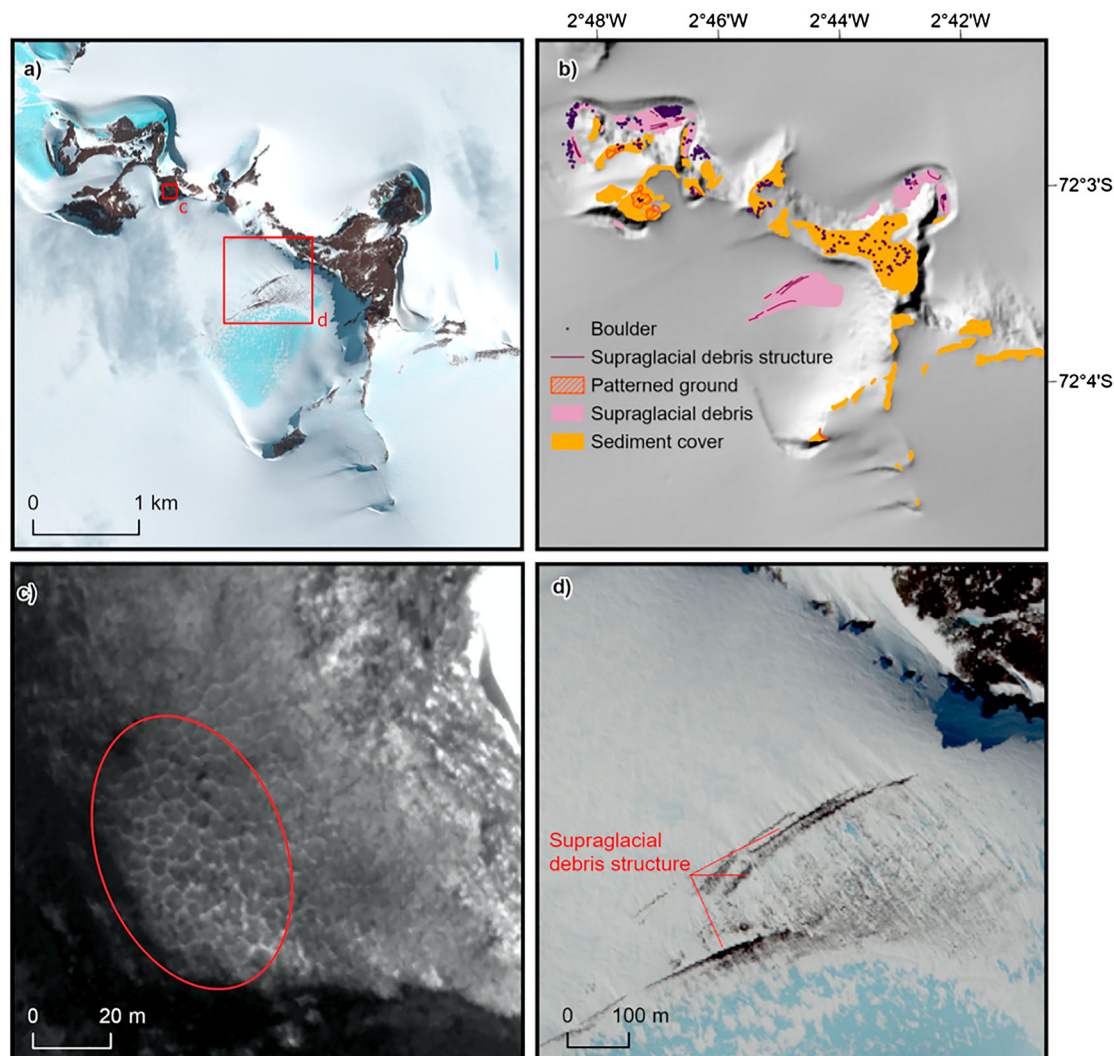 2°48'W 2°46'W 2°44'W 2°42'W
a)
c
d
0 1 km
b)
72°3'S
72°4'S
Boulder
Supraglacial debris structure
Patterned ground
Supraglacial debris
Sediment cover
c)
0 20 m
d)
Supraglacial
debris structure
0 100 m